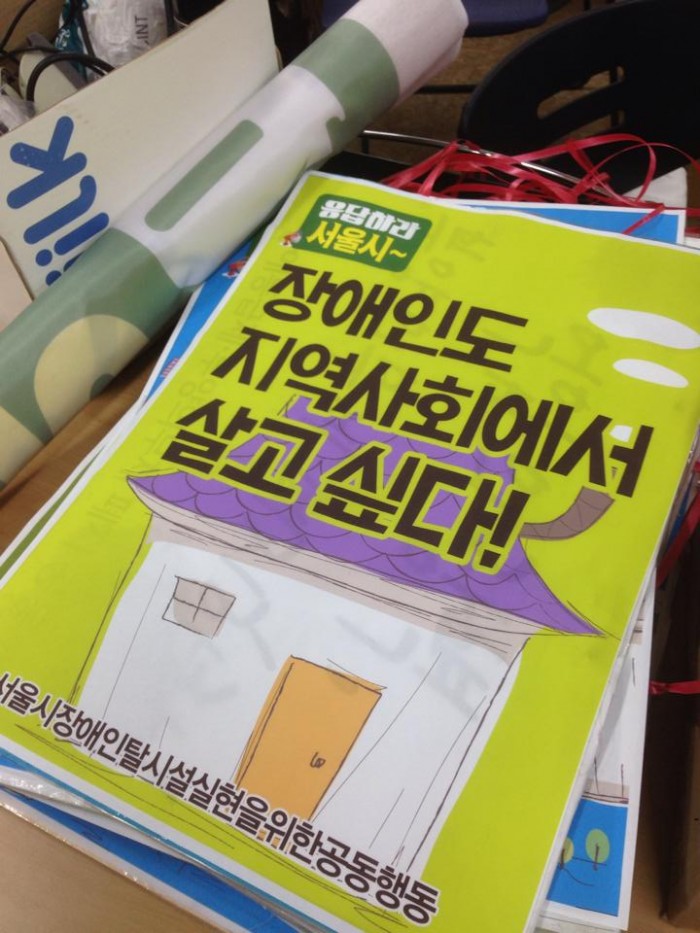 응답하라
서울시~
장애인도
지역사회에서
살고 싶다!
서울시장애인탈시설실현을위한공동행동
ilk